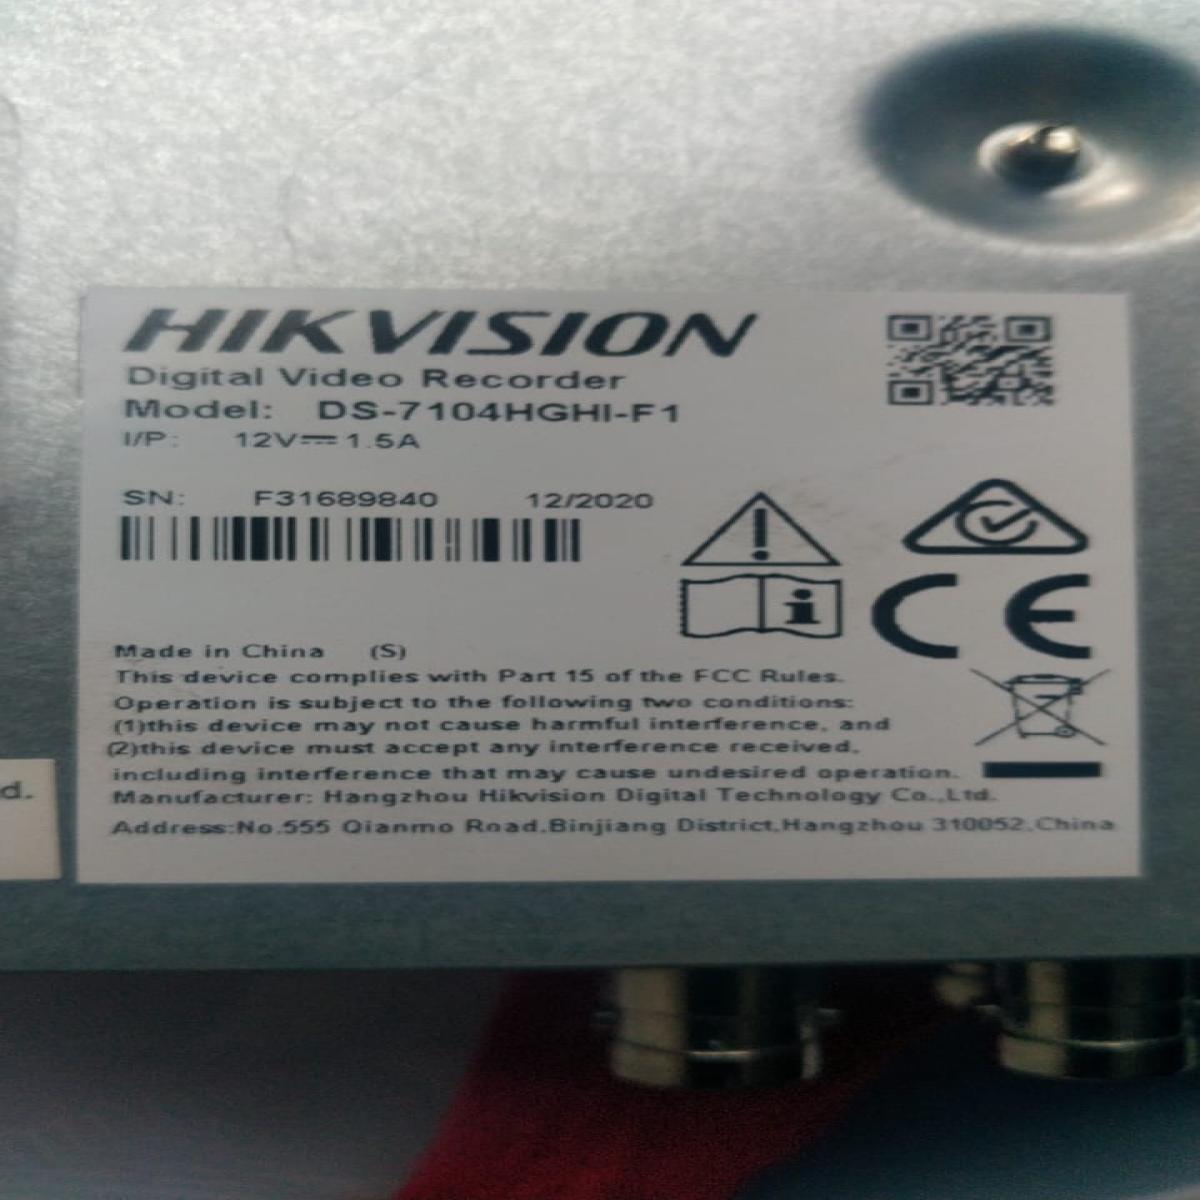 HIKVISION
Digital Video Recorder
Model: DS-7104HGHI-F1
I/P: 12V⎓1.5A
SN: F31689840 12/2020
Made in China (S)
This device complies with Part 15 of the FCC Rules.
Operation is subject to the following two conditions:
(1)this device may not cause harmful interference, and
(2)this device must accept any interference received,
including interference that may cause undesired operation.
Manufacturer: Hangzhou Hikvision Digital Technology Co.,Ltd.
Address:No.555 Qianmo Road,Binjiang District,Hangzhou 310052,China
CE
d.